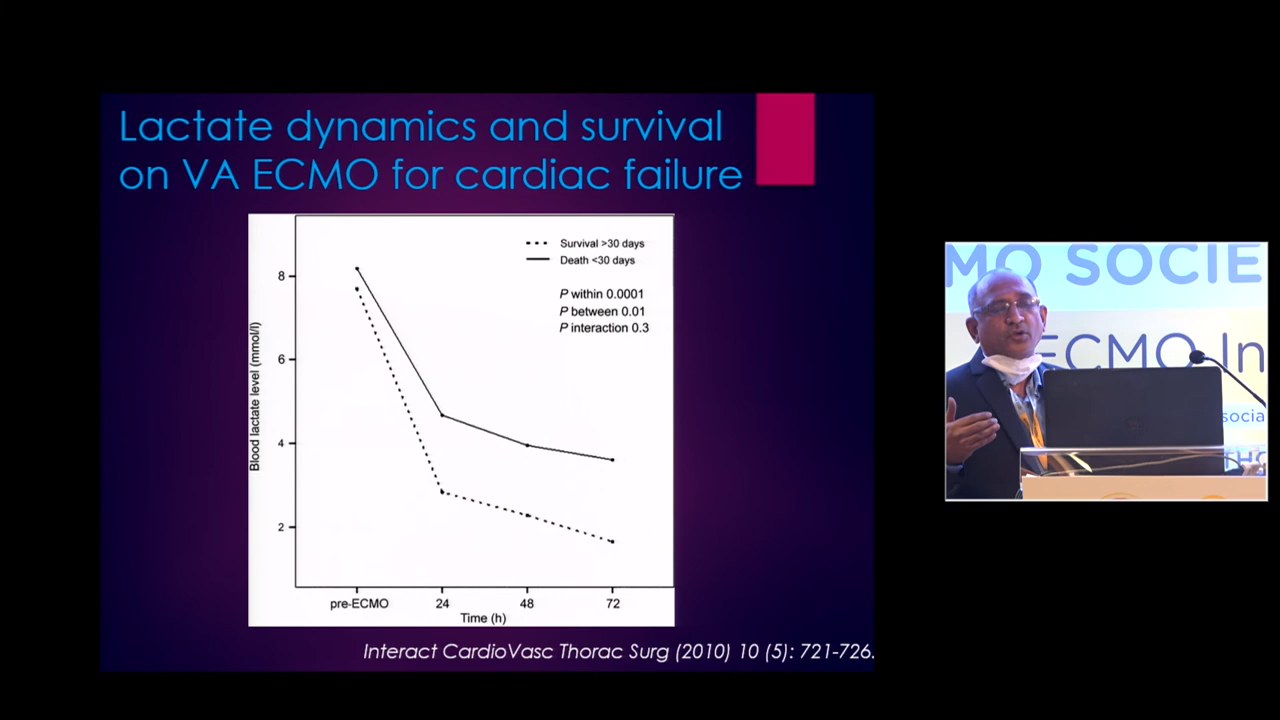 Lactate dynamics and survival
on VA ECMO for cardiac failure
Survival >30 days
Death <30 days
P within 0.0001
P between 0.01
P interaction 0.3
8
6
4
2
Blood lactate level (mmol/l)
pre-ECMO 24 48 72
Time (h)
Interact CardioVasc Thorac Surg (2010) 10 (5): 721-726.
MO SOCIE
ECMO In
socia